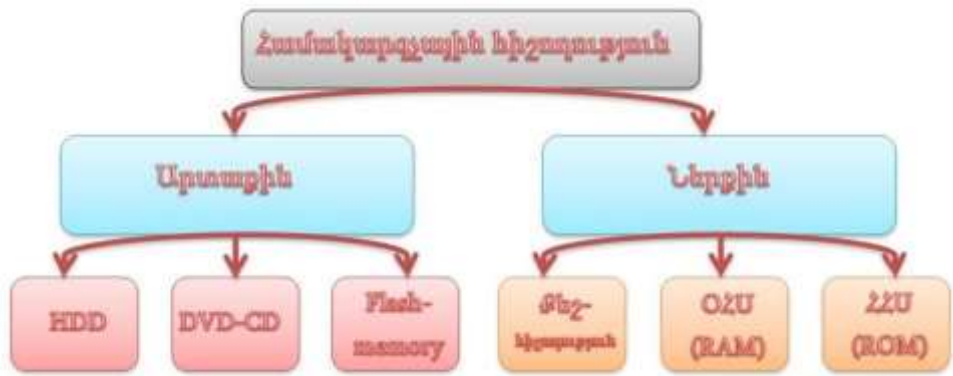 Համակարգչային հիշողություն
Արտաքին
Ներքին
HDD
DVD-CD
Flash-
memory
Քեշ-
հիշողություն
ՕՀՍ
(RAM)
ՀՀՍ
(ROM)